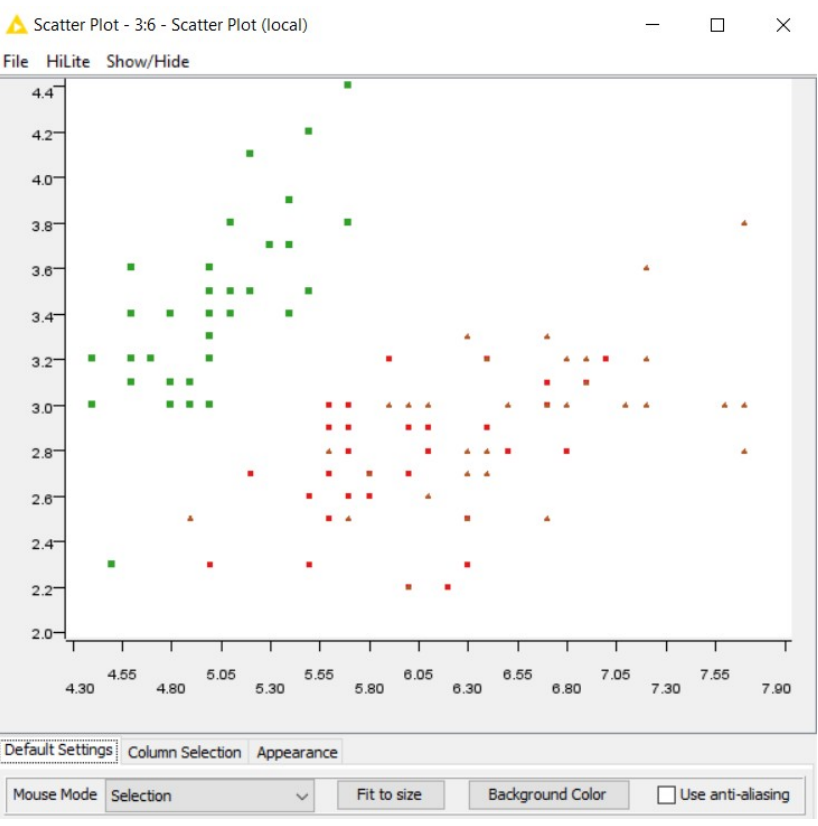 Scatter Plot - 3:6 - Scatter Plot (local)
File HiLite Show/Hide
4.4
4.2
4.0
3.8
3.6
3.4
3.2
3.0
2.8
2.6
2.4
2.2
2.0
4.55 5.05 5.55 6.05 6.55 7.05 7.55
4.30 4.80 5.30 5.80 6.30 6.80 7.30 7.90
Default Settings Column Selection Appearance
Mouse Mode Selection Fit to size Background Color Use anti-aliasing